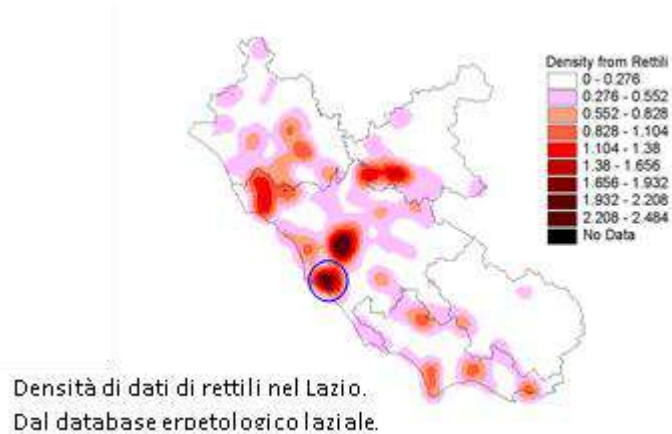 Density from Rettili
0 - 0.276
0.276 - 0.552
0.552 - 0.828
0.828 - 1.104
1.104 - 1.38
1.38 - 1.656
1.656 - 1.932
1.932 - 2.208
2.208 - 2.484
No Data
Densità di dati di rettili nel Lazio.
Dal database erpetologico laziale.